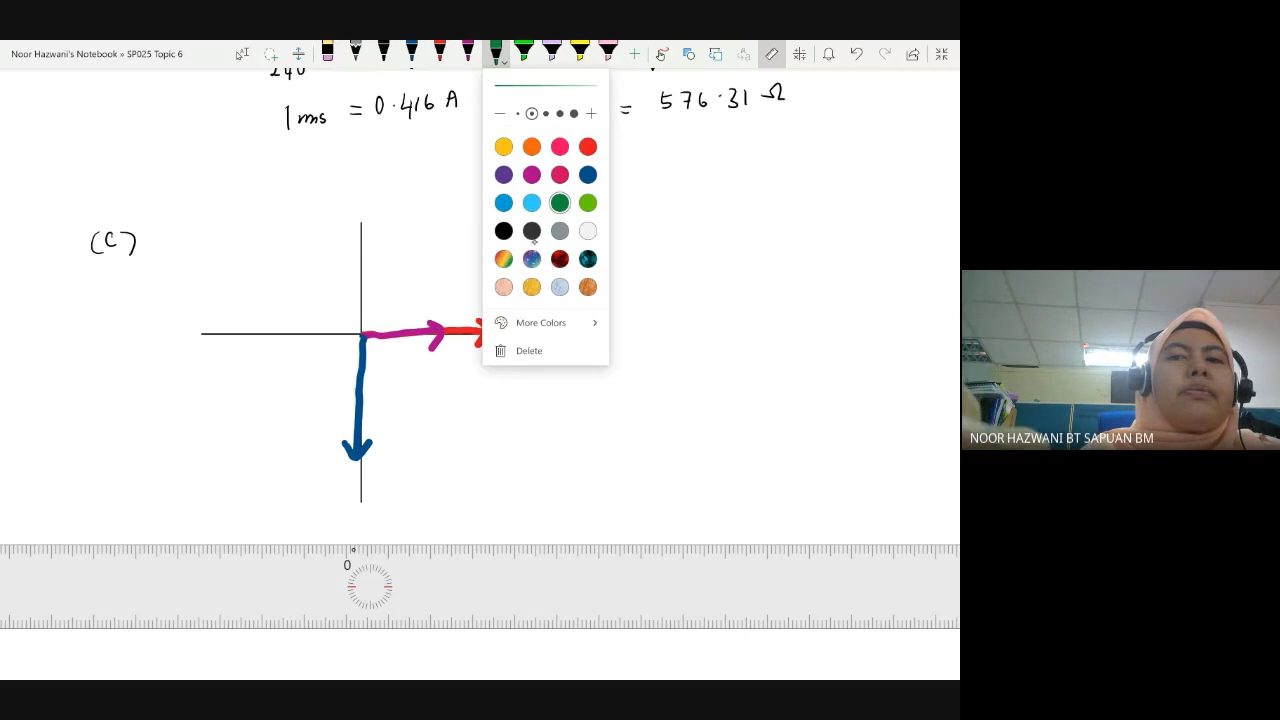 Noor Hazwani's Notebook » SP025 Topic 6
240
Irms = 0.416 A
= 576.31 Ω
(c)
More Colors
Delete
0°
NOOR HAZWANI BT SAPUAN BM